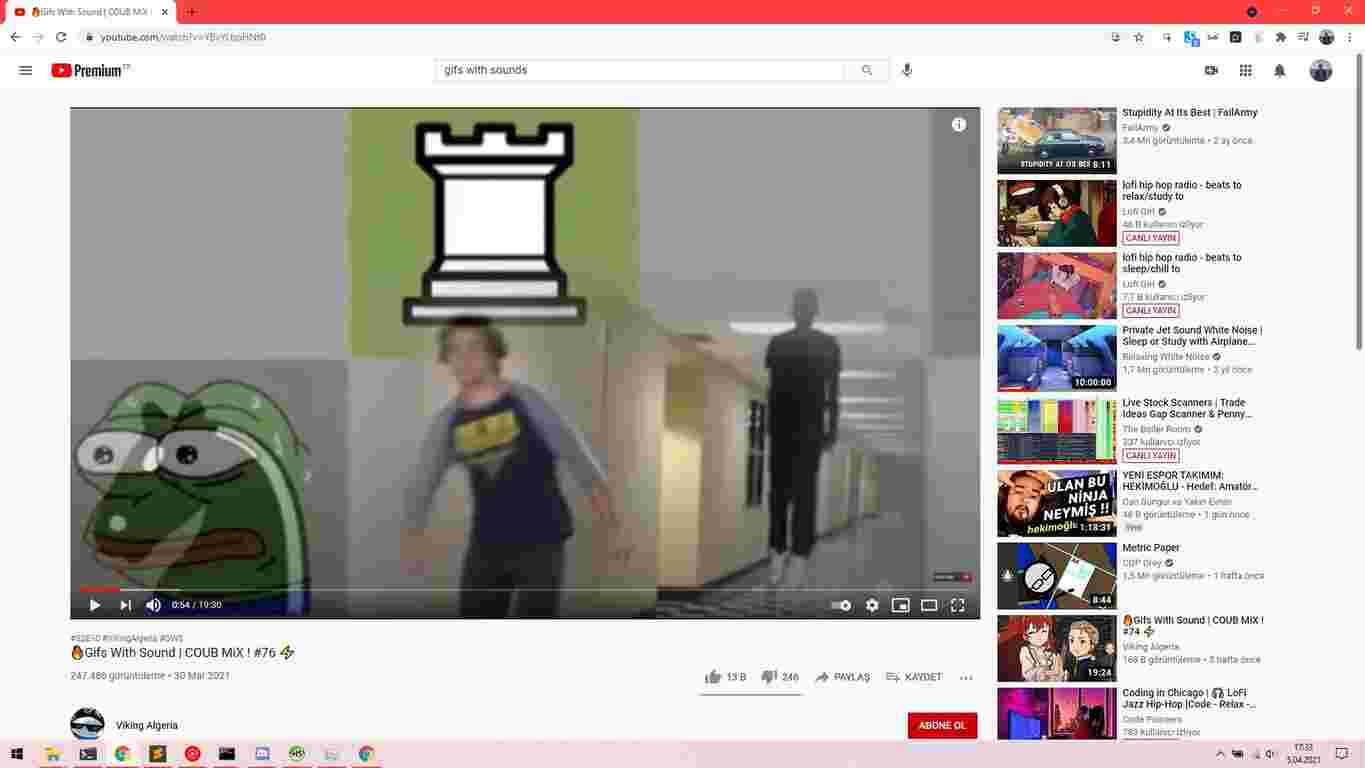 🔥Gifs With Sound | COUB MiX !
gifs with sounds
Premium TR
0:54 / 19:30
#S2E10 #VikingAlgeria #GWS
🔥Gifs With Sound | COUB MiX ! #76 ⚡
247.486 görüntüleme • 30 Mar 2021
13 B
246
PAYLAŞ
KAYDET
Viking Algeria
ABONE OL
STUPIDITY AT ITS BES
8:11
Stupidity At Its Best | FailArmy
FailArmy
3,4 Mn görüntüleme • 2 ay önce
lofi hip hop radio - beats to
relax/study to
Lofi Girl
CANLI YAYIN
lofi hip hop radio - beats to
sleep/chill to
Lofi Girl
7,7 B kullanıcı izliyor
CANLI YAYIN
10:00:00
Private Jet Sound White Noise |
Sleep or Study with Airplane...
Relaxing White Noise
1,7 Mn görüntüleme • 2 yıl önce
Live Stock Scanners | Trade
Ideas Gap Scanner & Penny...
The Boiler Room
337 kullanıcı izliyor
CANLI YAYIN
ULAN BU
NİNJA
NEYMİŞ !!
hekimoğlu
1:18:31
YENİ ESPOR TAKIMIM:
HEKİMOĞLU - Hedef: Amatör...
Can Sungur ve Yakın Evren
48 B görüntüleme • 1 gün önce
Yeni
8:44
Metric Paper
CGP Grey
1,5 Mn görüntüleme • 1 hafta önce
19:24
🔥Gifs With Sound | COUB MiX !
#74 ⚡
Viking Algeria
168 B görüntüleme • 3 hafta önce
Coding in Chicago | 🎧 LoFi
Jazz Hip-Hop |Code - Relax -...
Code Pioneers
783 kullanıcı izliyor
17:33
5.04.2021